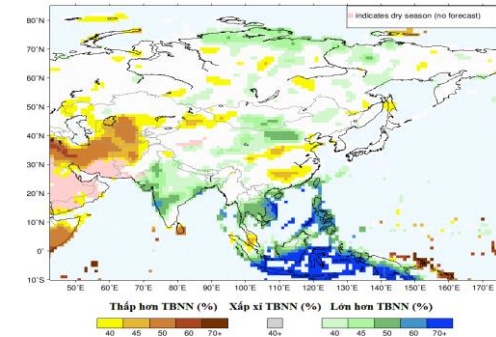 indicates dry season (no forecast)
80°N
70°N
60°N
50°N
40°N
30°N
20°N
10°N
0°
10°S
50°E 60°E 70°E 80°E 90°E 100°E 110°E 120°E 130°E 140°E 150°E 160°E 170°E
Thấp hơn TBNN (%) Xấp xỉ TBNN (%) Lớn hơn TBNN (%)
40 45 50 60 70+ 40 40 45 50 60 70+